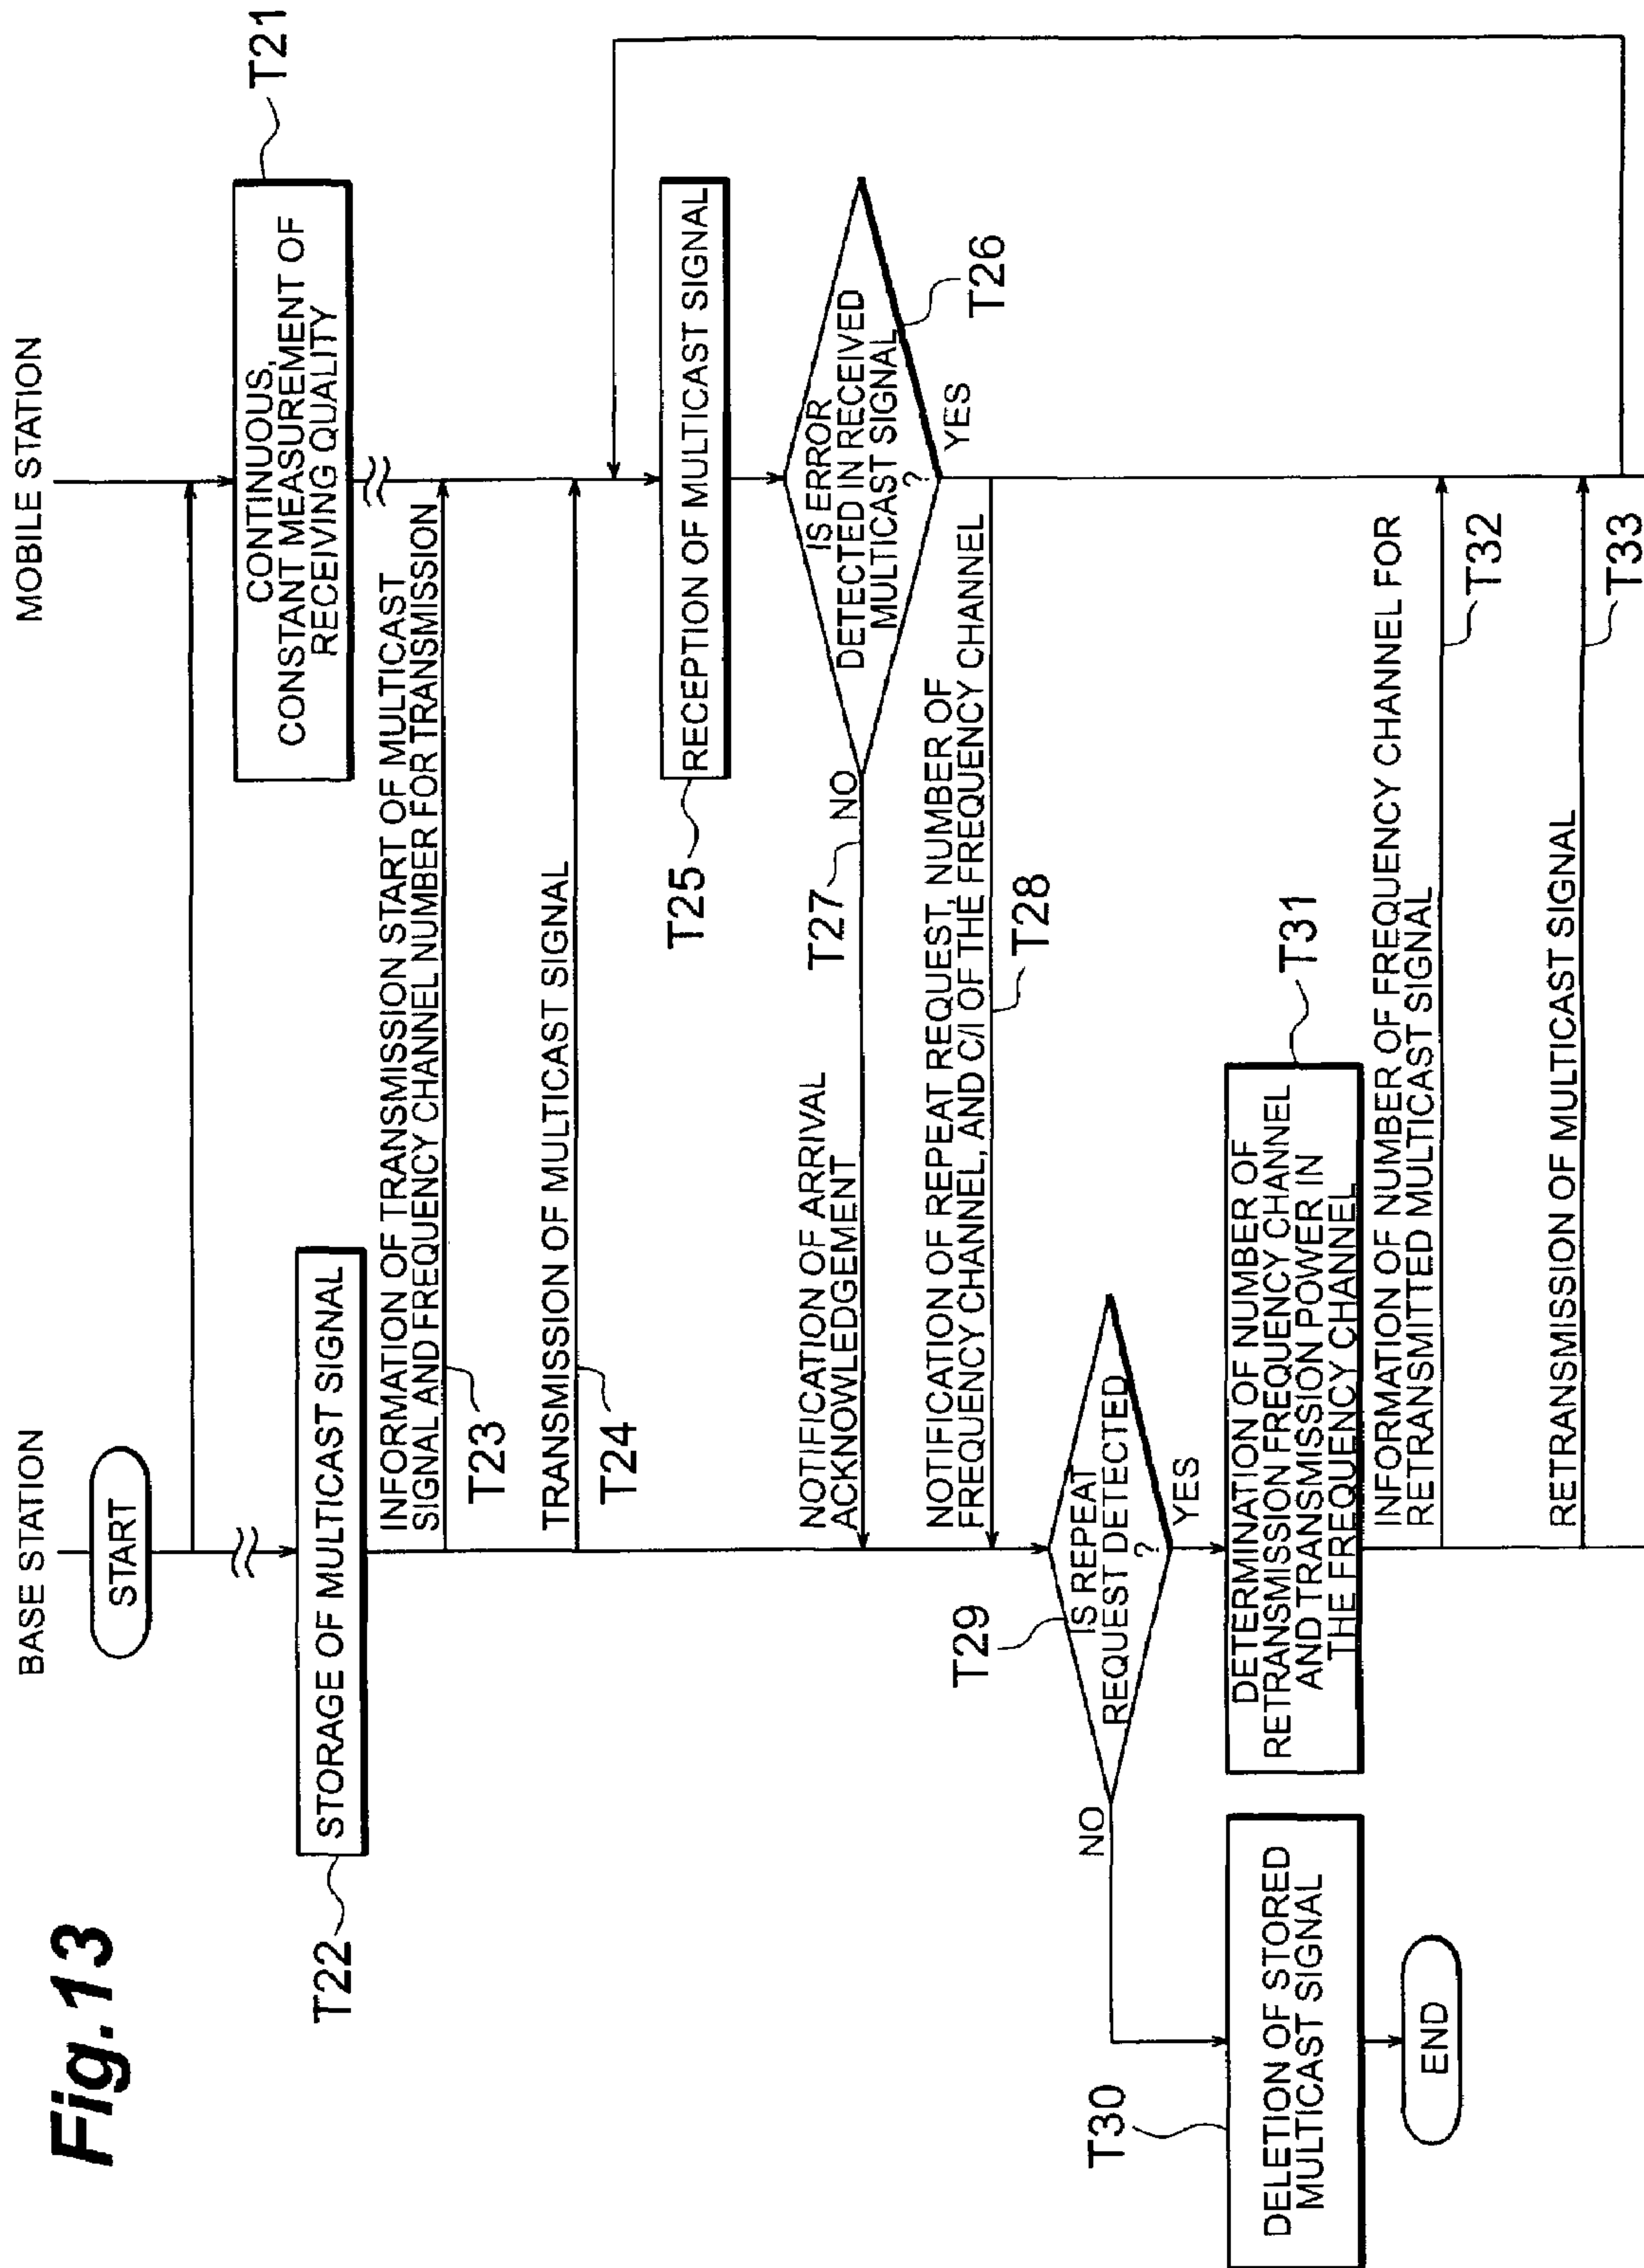 Fig.13
BASE STATION
MOBILE STATION
START
CONTINUOUS,
CONSTANT MEASUREMENT OF
RECEIVING QUALITY
T21
STORAGE OF MULTICAST SIGNAL
T22
INFORMATION OF TRANSMISSION START OF MULTICAST
SIGNAL AND FREQUENCY CHANNEL NUMBER FOR TRANSMISSION
T23
TRANSMISSION OF MULTICAST SIGNAL
T24
RECEPTION OF MULTICAST SIGNAL
T25
IS ERROR
DETECTED IN RECEIVED
MULTICAST SIGNAL
?
T26
NO
YES
T27
NOTIFICATION OF ARRIVAL
ACKNOWLEDGEMENT
NOTIFICATION OF REPEAT REQUEST, NUMBER OF
FREQUENCY CHANNEL, AND C/I OF THE FREQUENCY CHANNEL
T28
IS REPEAT
REQUEST DETECTED
?
T29
NO
YES
DELETION OF STORED
MULTICAST SIGNAL
T30
DETERMINATION OF NUMBER OF
RETRANSMISSION FREQUENCY CHANNEL
AND TRANSMISSION POWER IN
THE FREQUENCY CHANNEL
T31
INFORMATION OF NUMBER OF FREQUENCY CHANNEL FOR
RETRANSMITTED MULTICAST SIGNAL
T32
END
RETRANSMISSION OF MULTICAST SIGNAL
T33